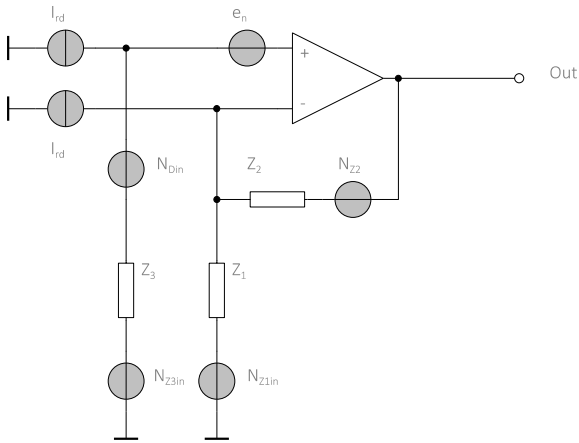 Ird
en
+
Out
-
Ird
NDin
Z2
NZ2
Z3
Z1
NZ3in
NZ1in